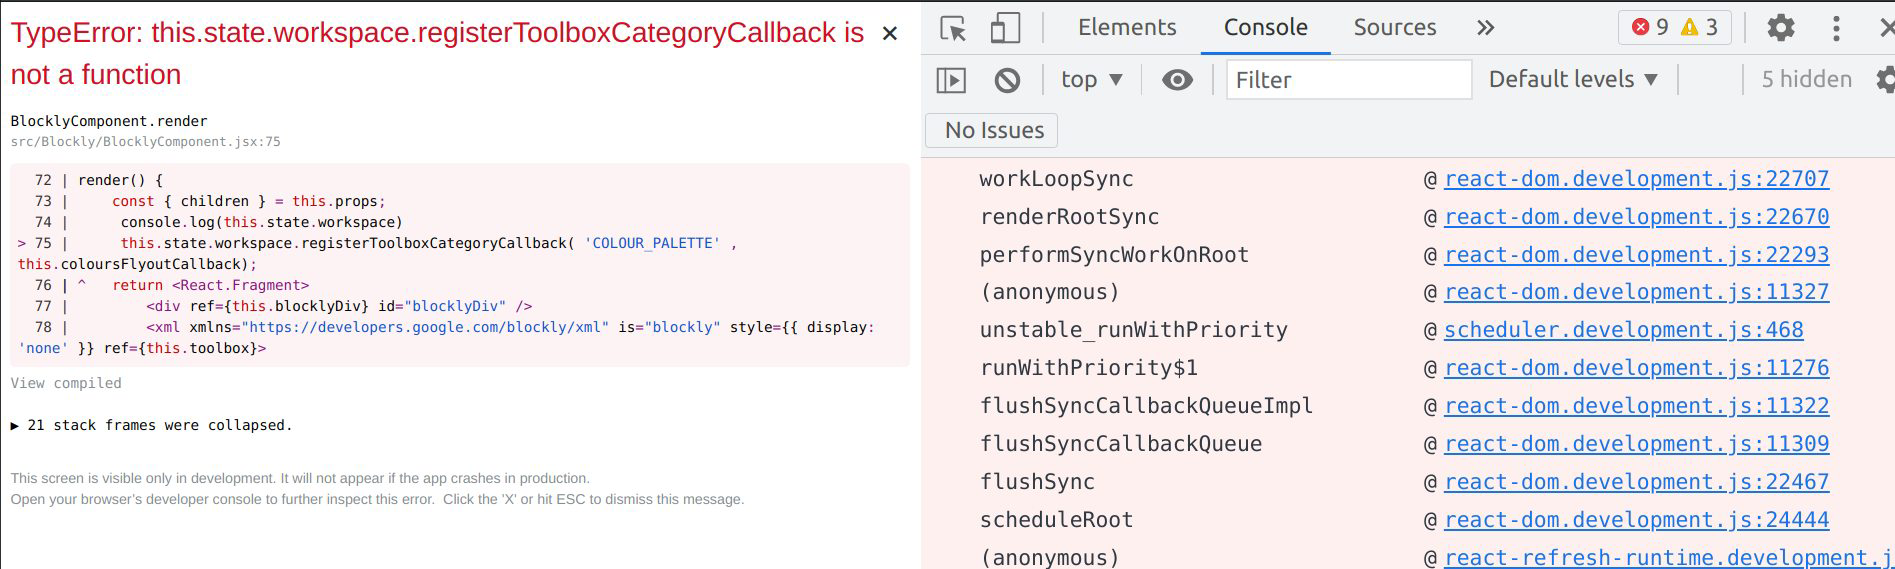 TypeError: this.state.workspace.registerToolboxCategoryCallback is
not a function
BlocklyComponent.render
src/Blockly/BlocklyComponent.jsx:75
72 | render() {
73 |     const { children } = this.props;
74 |      console.log(this.state.workspace)
> 75 |      this.state.workspace.registerToolboxCategoryCallback( 'COLOUR_PALETTE' ,
this.coloursFlyoutCallback);
76 | ^   return <React.Fragment>
77 |         <div ref={this.blocklyDiv} id="blocklyDiv" />
78 |         <xml xmlns="https://developers.google.com/blockly/xml" is="blockly" style={{ display:
'none' }} ref={this.toolbox}>
View compiled
▶ 21 stack frames were collapsed.
This screen is visible only in development. It will not appear if the app crashes in production.
Open your browser's developer console to further inspect this error.  Click the 'X' or hit ESC to dismiss this message.
Elements Console Sources 9 3
top Filter Default levels 5 hidden
No Issues
workLoopSync @ react-dom.development.js:22707
renderRootSync @ react-dom.development.js:22670
performSyncWorkOnRoot @ react-dom.development.js:22293
(anonymous) @ react-dom.development.js:11327
unstable_runWithPriority @ scheduler.development.js:468
runWithPriority$1 @ react-dom.development.js:11276
flushSyncCallbackQueueImpl @ react-dom.development.js:11322
flushSyncCallbackQueue @ react-dom.development.js:11309
flushSync @ react-dom.development.js:22467
scheduleRoot @ react-dom.development.js:24444
(anonymous) @ react-refresh-runtime.development.j